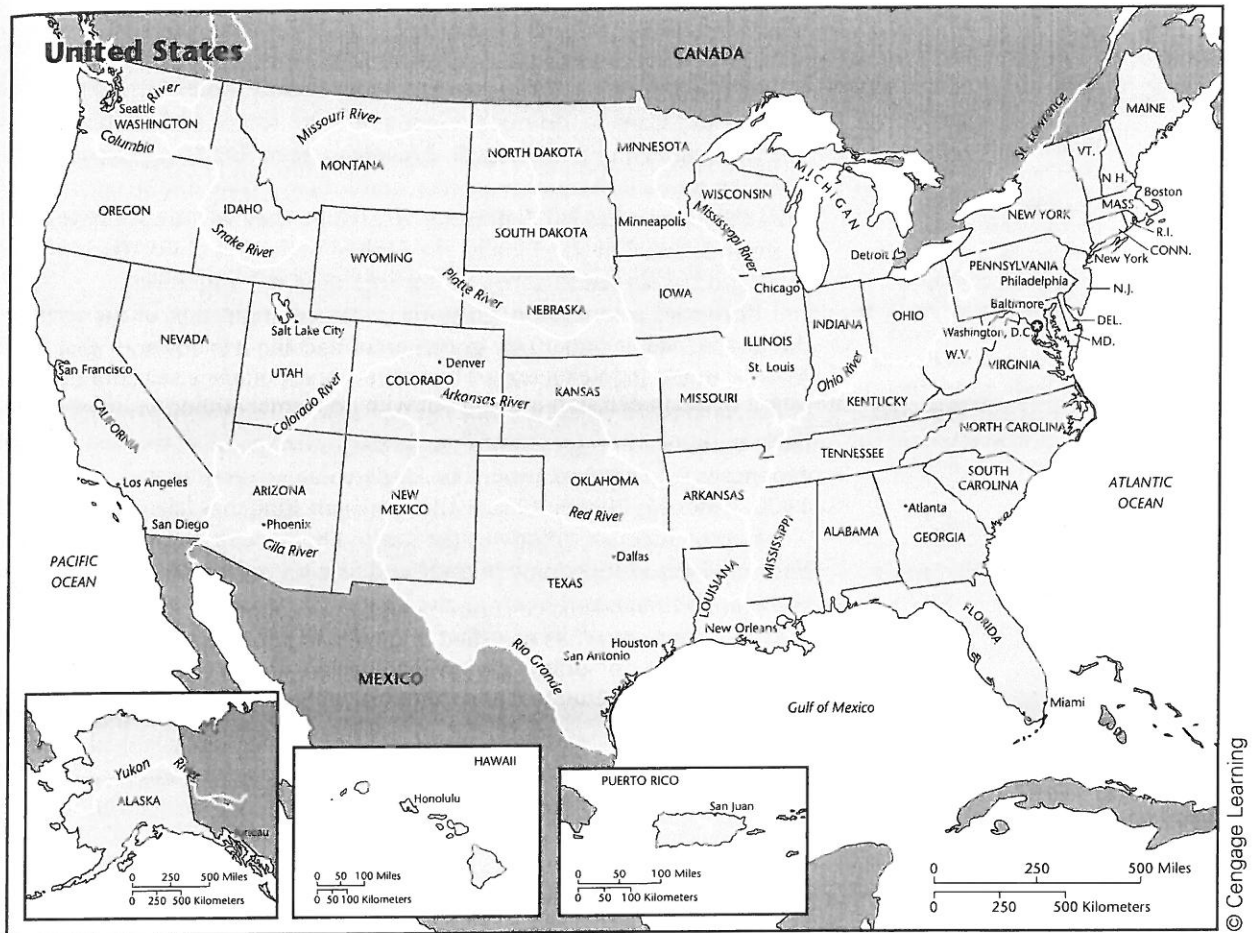 United States
CANADA
Seattle
River
WASHINGTON
Columbia
Missouri River
MONTANA
NORTH DAKOTA
MINNESOTA
MICHIGAN
St. Lawrence
MAINE
VT.
N.H.
OREGON
IDAHO
Snake River
WYOMING
SOUTH DAKOTA
Minneapolis
WISCONSIN
Mississippi River
Detroit
NEW YORK
MASS
Boston
R.I.
CONN.
New York
PENNSYLVANIA
Philadelphia
N.J.
Platte River
NEBRASKA
IOWA
Chicago
Baltimore
DEL.
Washington, D.C.
MD.
Salt Lake City
NEVADA
UTAH
Denver
COLORADO
Arkansas River
KANSAS
ILLINOIS
St. Louis
INDIANA
OHIO
Ohio River
W.V.
VIRGINIA
San Francisco
CALIFORNIA
Colorado River
MISSOURI
KENTUCKY
NORTH CAROLINA
TENNESSEE
SOUTH
CAROLINA
Los Angeles
San Diego
ARIZONA
Phoenix
Gila River
NEW
MEXICO
OKLAHOMA
Red River
ARKANSAS
MISSISSIPPI
ALABAMA
Atlanta
GEORGIA
ATLANTIC
OCEAN
PACIFIC
OCEAN
Dallas
TEXAS
LOUISIANA
New Orleans
Houston
San Antonio
Rio Grande
FLORIDA
Miami
MEXICO
Gulf of Mexico
Yukon
River
ALASKA
Juneau
0 250 500 Miles
0 250 500 Kilometers
HAWAII
Honolulu
0 50 100 Miles
0 50 100 Kilometers
PUERTO RICO
San Juan
0 50 100 Miles
0 50 100 Kilometers
0 250 500 Miles
0 250 500 Kilometers
© Cengage Learning